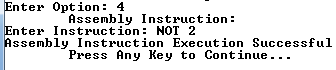 Enter Option: 4
Assembly Instruction:
Enter Instruction: NOT 2
Assembly Instruction Execution Successful
Press Any Key to Continue...